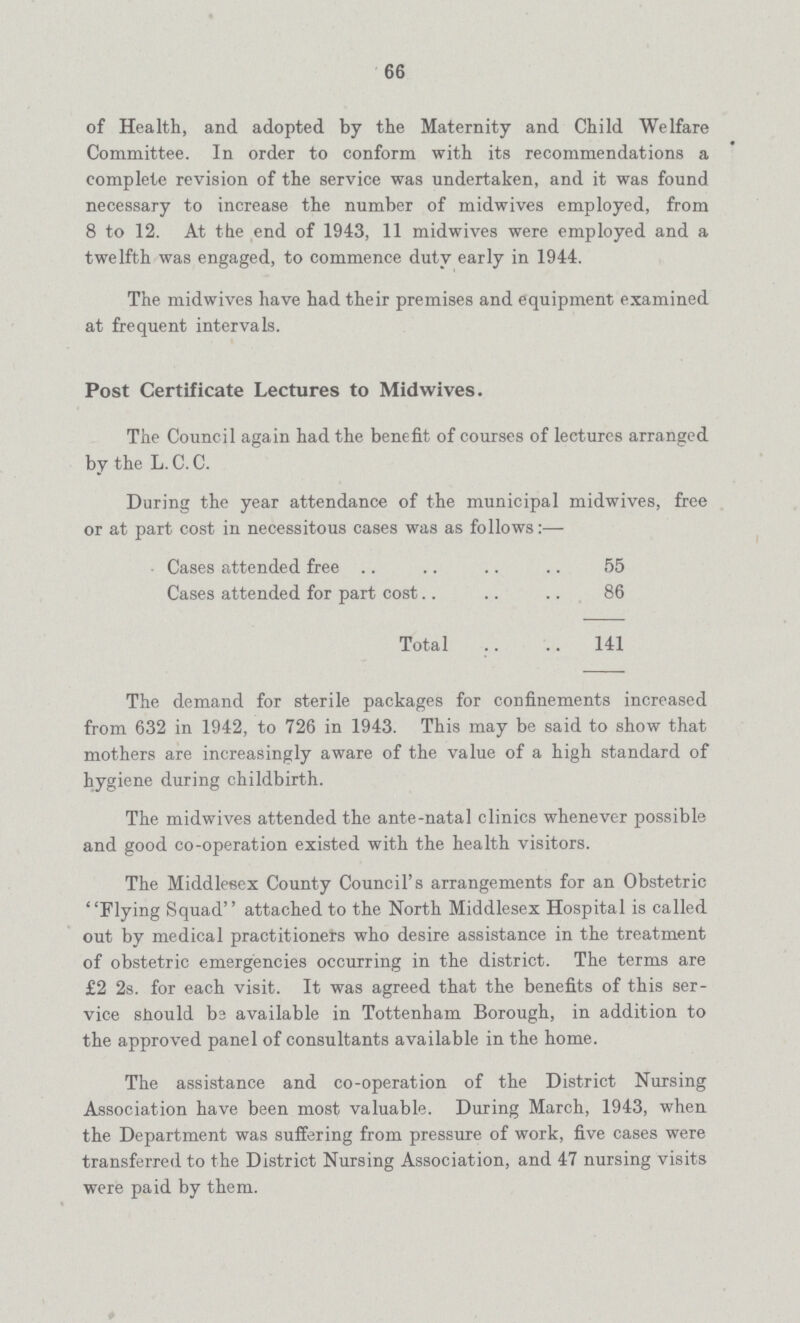 66
of Health, and adopted by the Maternity and Child Welfare
Committee. In order to conform with its recommendations a
complete revision of the service was undertaken, and it was found
necessary to increase the number of midwives employed, from
8 to 12. At the end of 1943, 11 midwives were employed and a
twelfth was engaged, to commence duty early in 1944.
The midwives have had their premises and equipment examined
at frequent intervals.
Post Certificate Lectures to Midwives.
The Council again had the benefit of courses of lectures arranged
by the L.C.C.
During the year attendance of the municipal midwives, free
or at part cost in necessitous cases was as follows:—
Cases attended free .. .. .. .. 55
Cases attended for part cost.. .. .. 86
Total .. .. 141
The demand for sterile packages for confinements increased
from 632 in 1942, to 726 in 1943. This may be said to show that
mothers are increasingly aware of the value of a high standard of
hygiene during childbirth.
The midwives attended the ante-natal clinics whenever possible
and good co-operation existed with the health visitors.
The Middlesex County Council's arrangements for an Obstetric
"Flying Squad" attached to the North Middlesex Hospital is called
out by medical practitioners who desire assistance in the treatment
of obstetric emergencies occurring in the district. The terms are
£2 2s. for each visit. It was agreed that the benefits of this ser-
vice should be available in Tottenham Borough, in addition to
the approved panel of consultants available in the home.
The assistance and co-operation of the District Nursing
Association have been most valuable. During March, 1943, when
the Department was suffering from pressure of work, five cases were
transferred to the District Nursing Association, and 47 nursing visits
were paid by them.